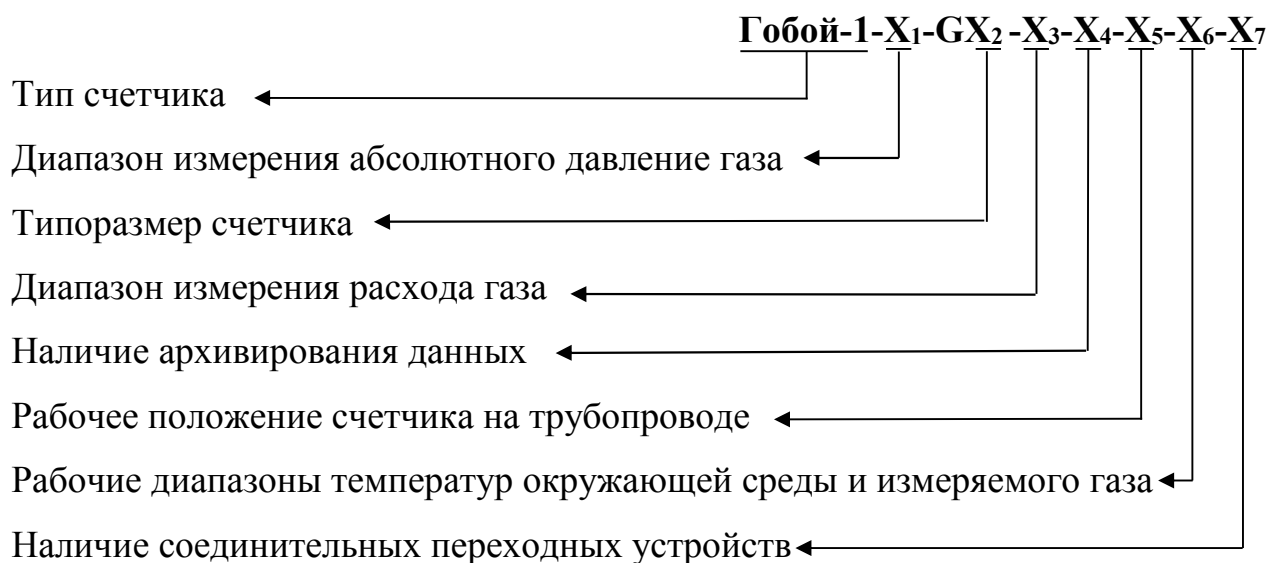 Гобой-1-X₁-GX₂ -X₃-X₄-X₅-X₆-X₇
Тип счетчика
Диапазон измерения абсолютного давление газа
Типоразмер счетчика
Диапазон измерения расхода газа
Наличие архивирования данных
Рабочее положение счетчика на трубопроводе
Рабочие диапазоны температур окружающей среды и измеряемого газа
Наличие соединительных переходных устройств